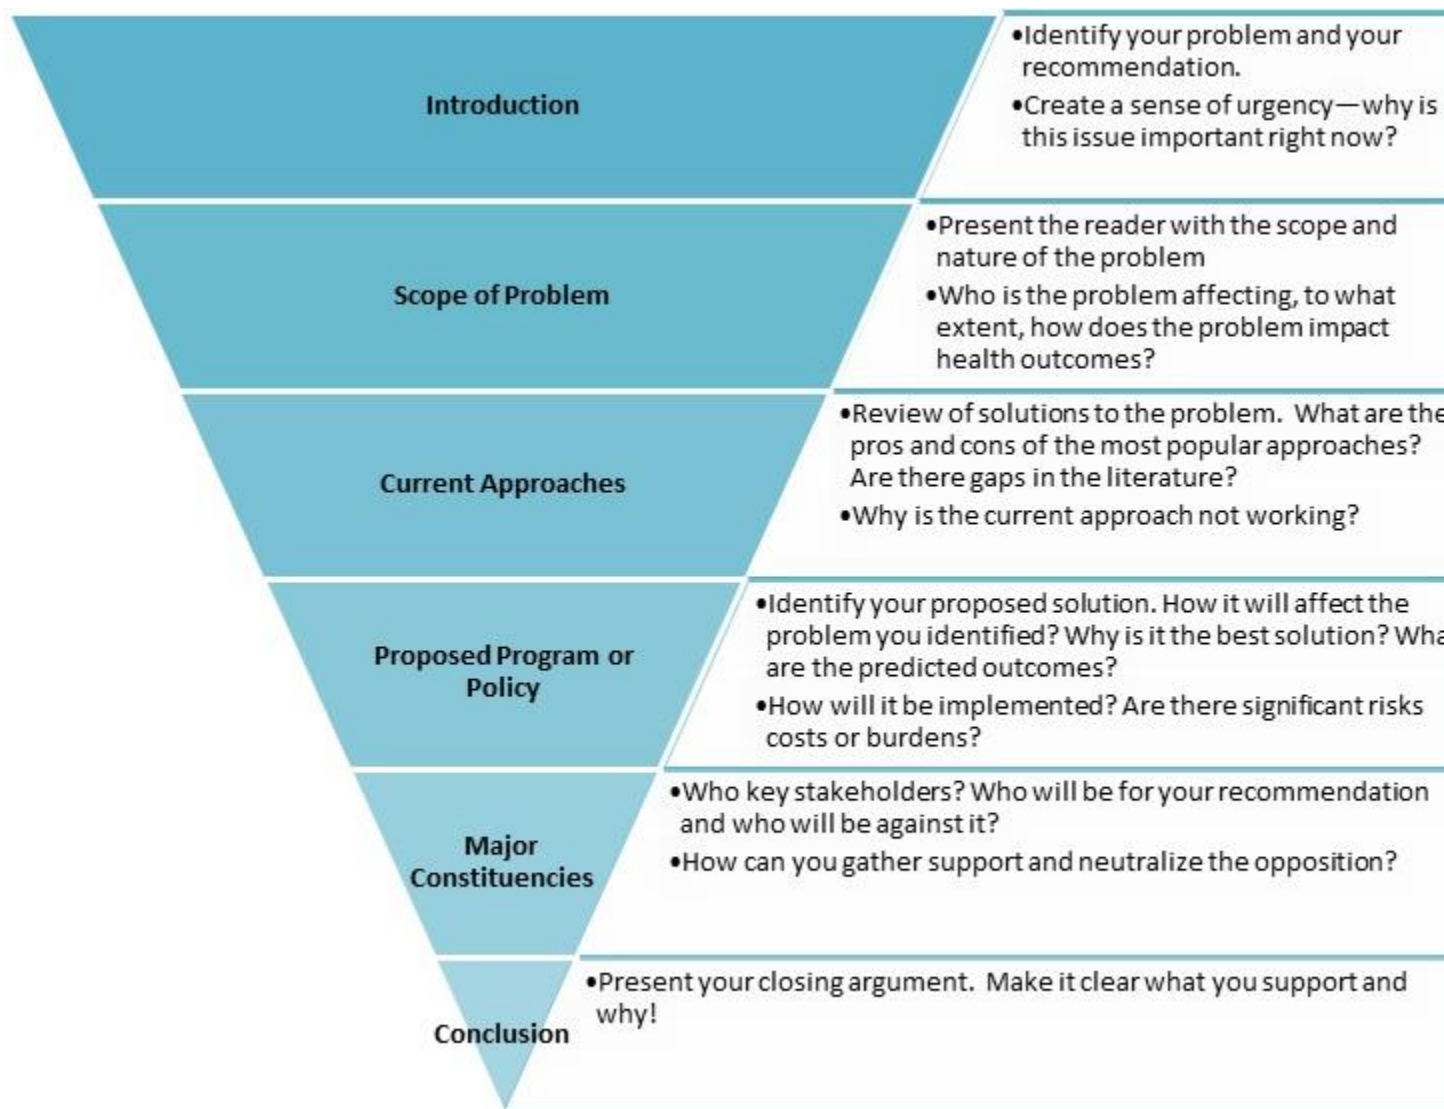 Introduction
•Identify your problem and your
recommendation.
•Create a sense of urgency—why is
this issue important right now?
Scope of Problem
•Present the reader with the scope and
nature of the problem
•Who is the problem affecting, to what
extent, how does the problem impact
health outcomes?
Current Approaches
•Review of solutions to the problem.  What are the
pros and cons of the most popular approaches?
Are there gaps in the literature?
•Why is the current approach not working?
Proposed Program or
Policy
•Identify your proposed solution. How it will affect the
problem you identified? Why is it the best solution? Wha
are the predicted outcomes?
•How will it be implemented? Are there significant risks
costs or burdens?
Major
Constituencies
•Who key stakeholders? Who will be for your recommendation
and who will be against it?
•How can you gather support and neutralize the opposition?
Conclusion
•Present your closing argument.  Make it clear what you support and
why!